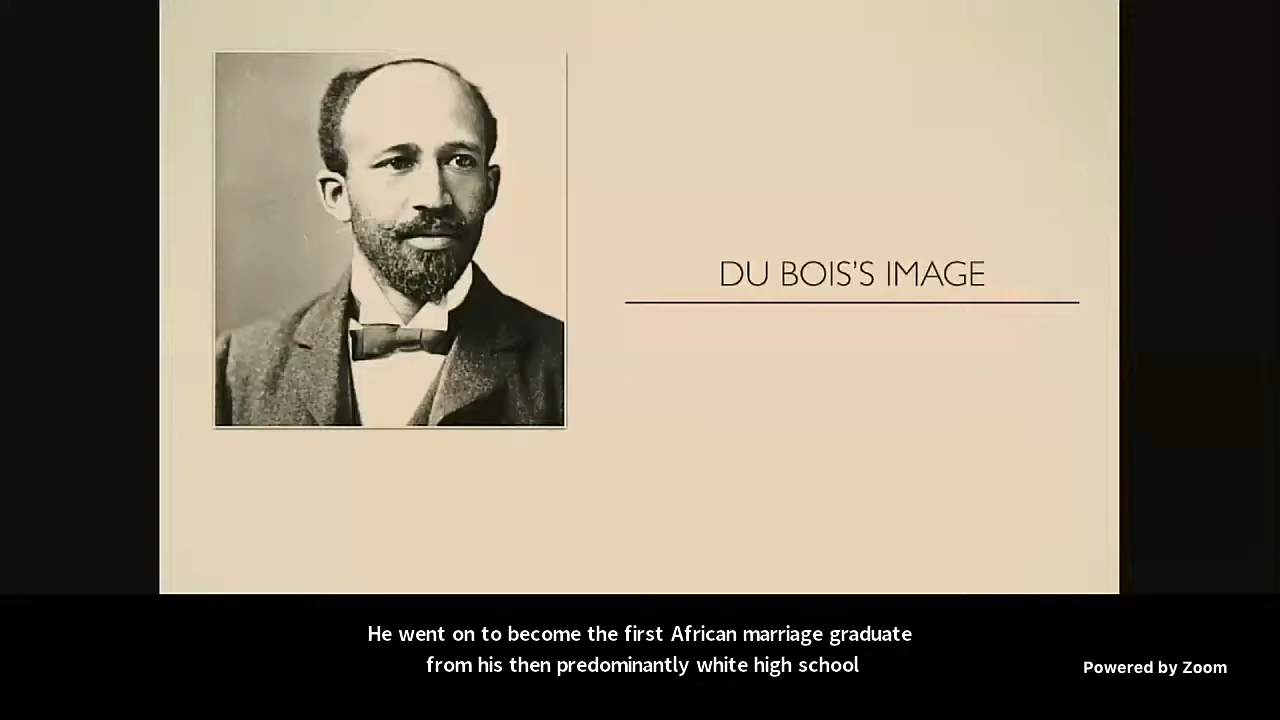 DU BOIS'S IMAGE
He went on to become the first African marriage graduate
from his then predominantly white high school
Powered by Zoom